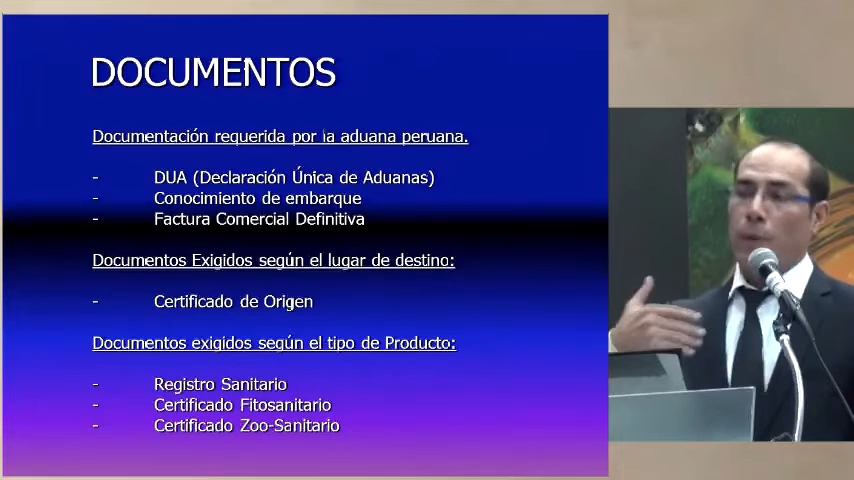 DOCUMENTOS
Documentación requerida por la aduana peruana.
- DUA (Declaración Única de Aduanas)
- Conocimiento de embarque
- Factura Comercial Definitiva
Documentos Exigidos según el lugar de destino:
- Certificado de Origen
Documentos exigidos según el tipo de Producto:
- Registro Sanitario
- Certificado Fitosanitario
- Certificado Zoo-Sanitario